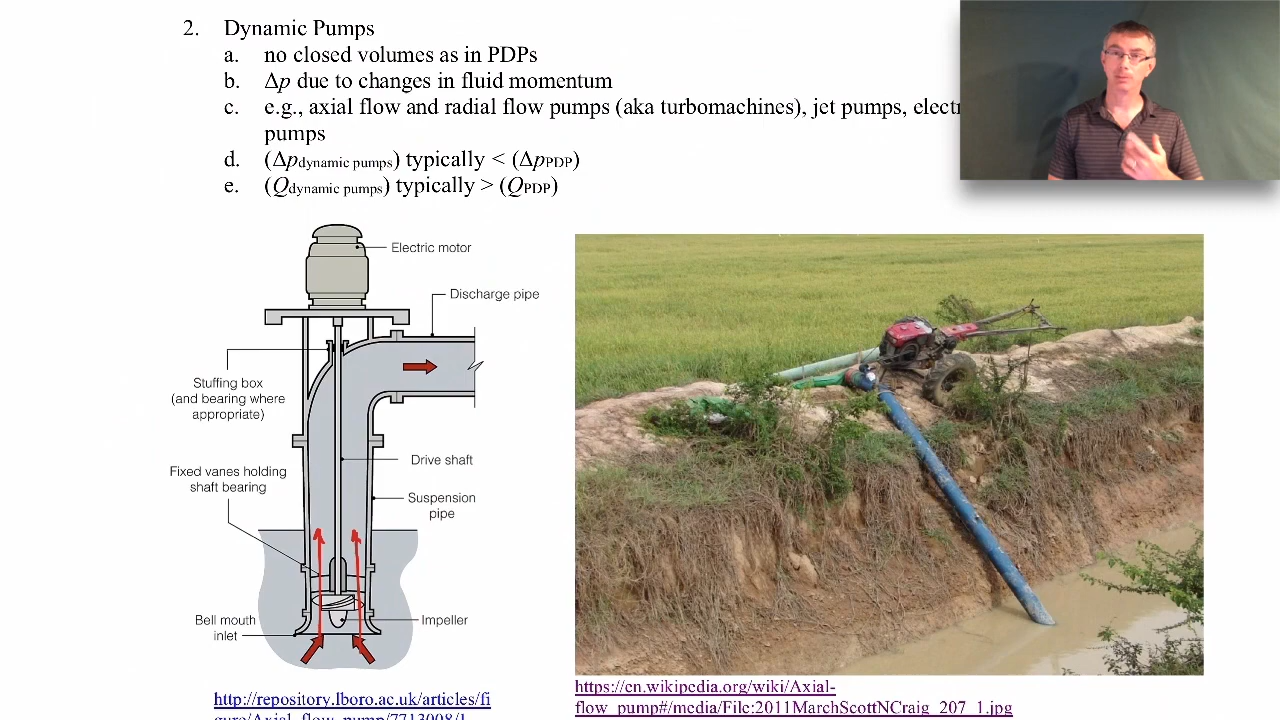 2. Dynamic Pumps
a. no closed volumes as in PDPs
b. Δp due to changes in fluid momentum
c. e.g., axial flow and radial flow pumps (aka turbomachines), jet pumps,
pumps
d. (Δpdynamic pumps) typically < (ΔpPDP)
e. (Qdynamic pumps) typically > (QPDP)
Electric motor
Discharge pipe
Stuffing box
(and bearing where
appropriate)
Drive shaft
Fixed vanes holding
shaft bearing
Suspension
pipe
Bell mouth
inlet
Impeller
http://repository.lboro.ac.uk/articles/fi
https://en.wikipedia.org/wiki/Axial-
flow_pump#/media/File:2011MarchScottNCraig_207_1.jpg